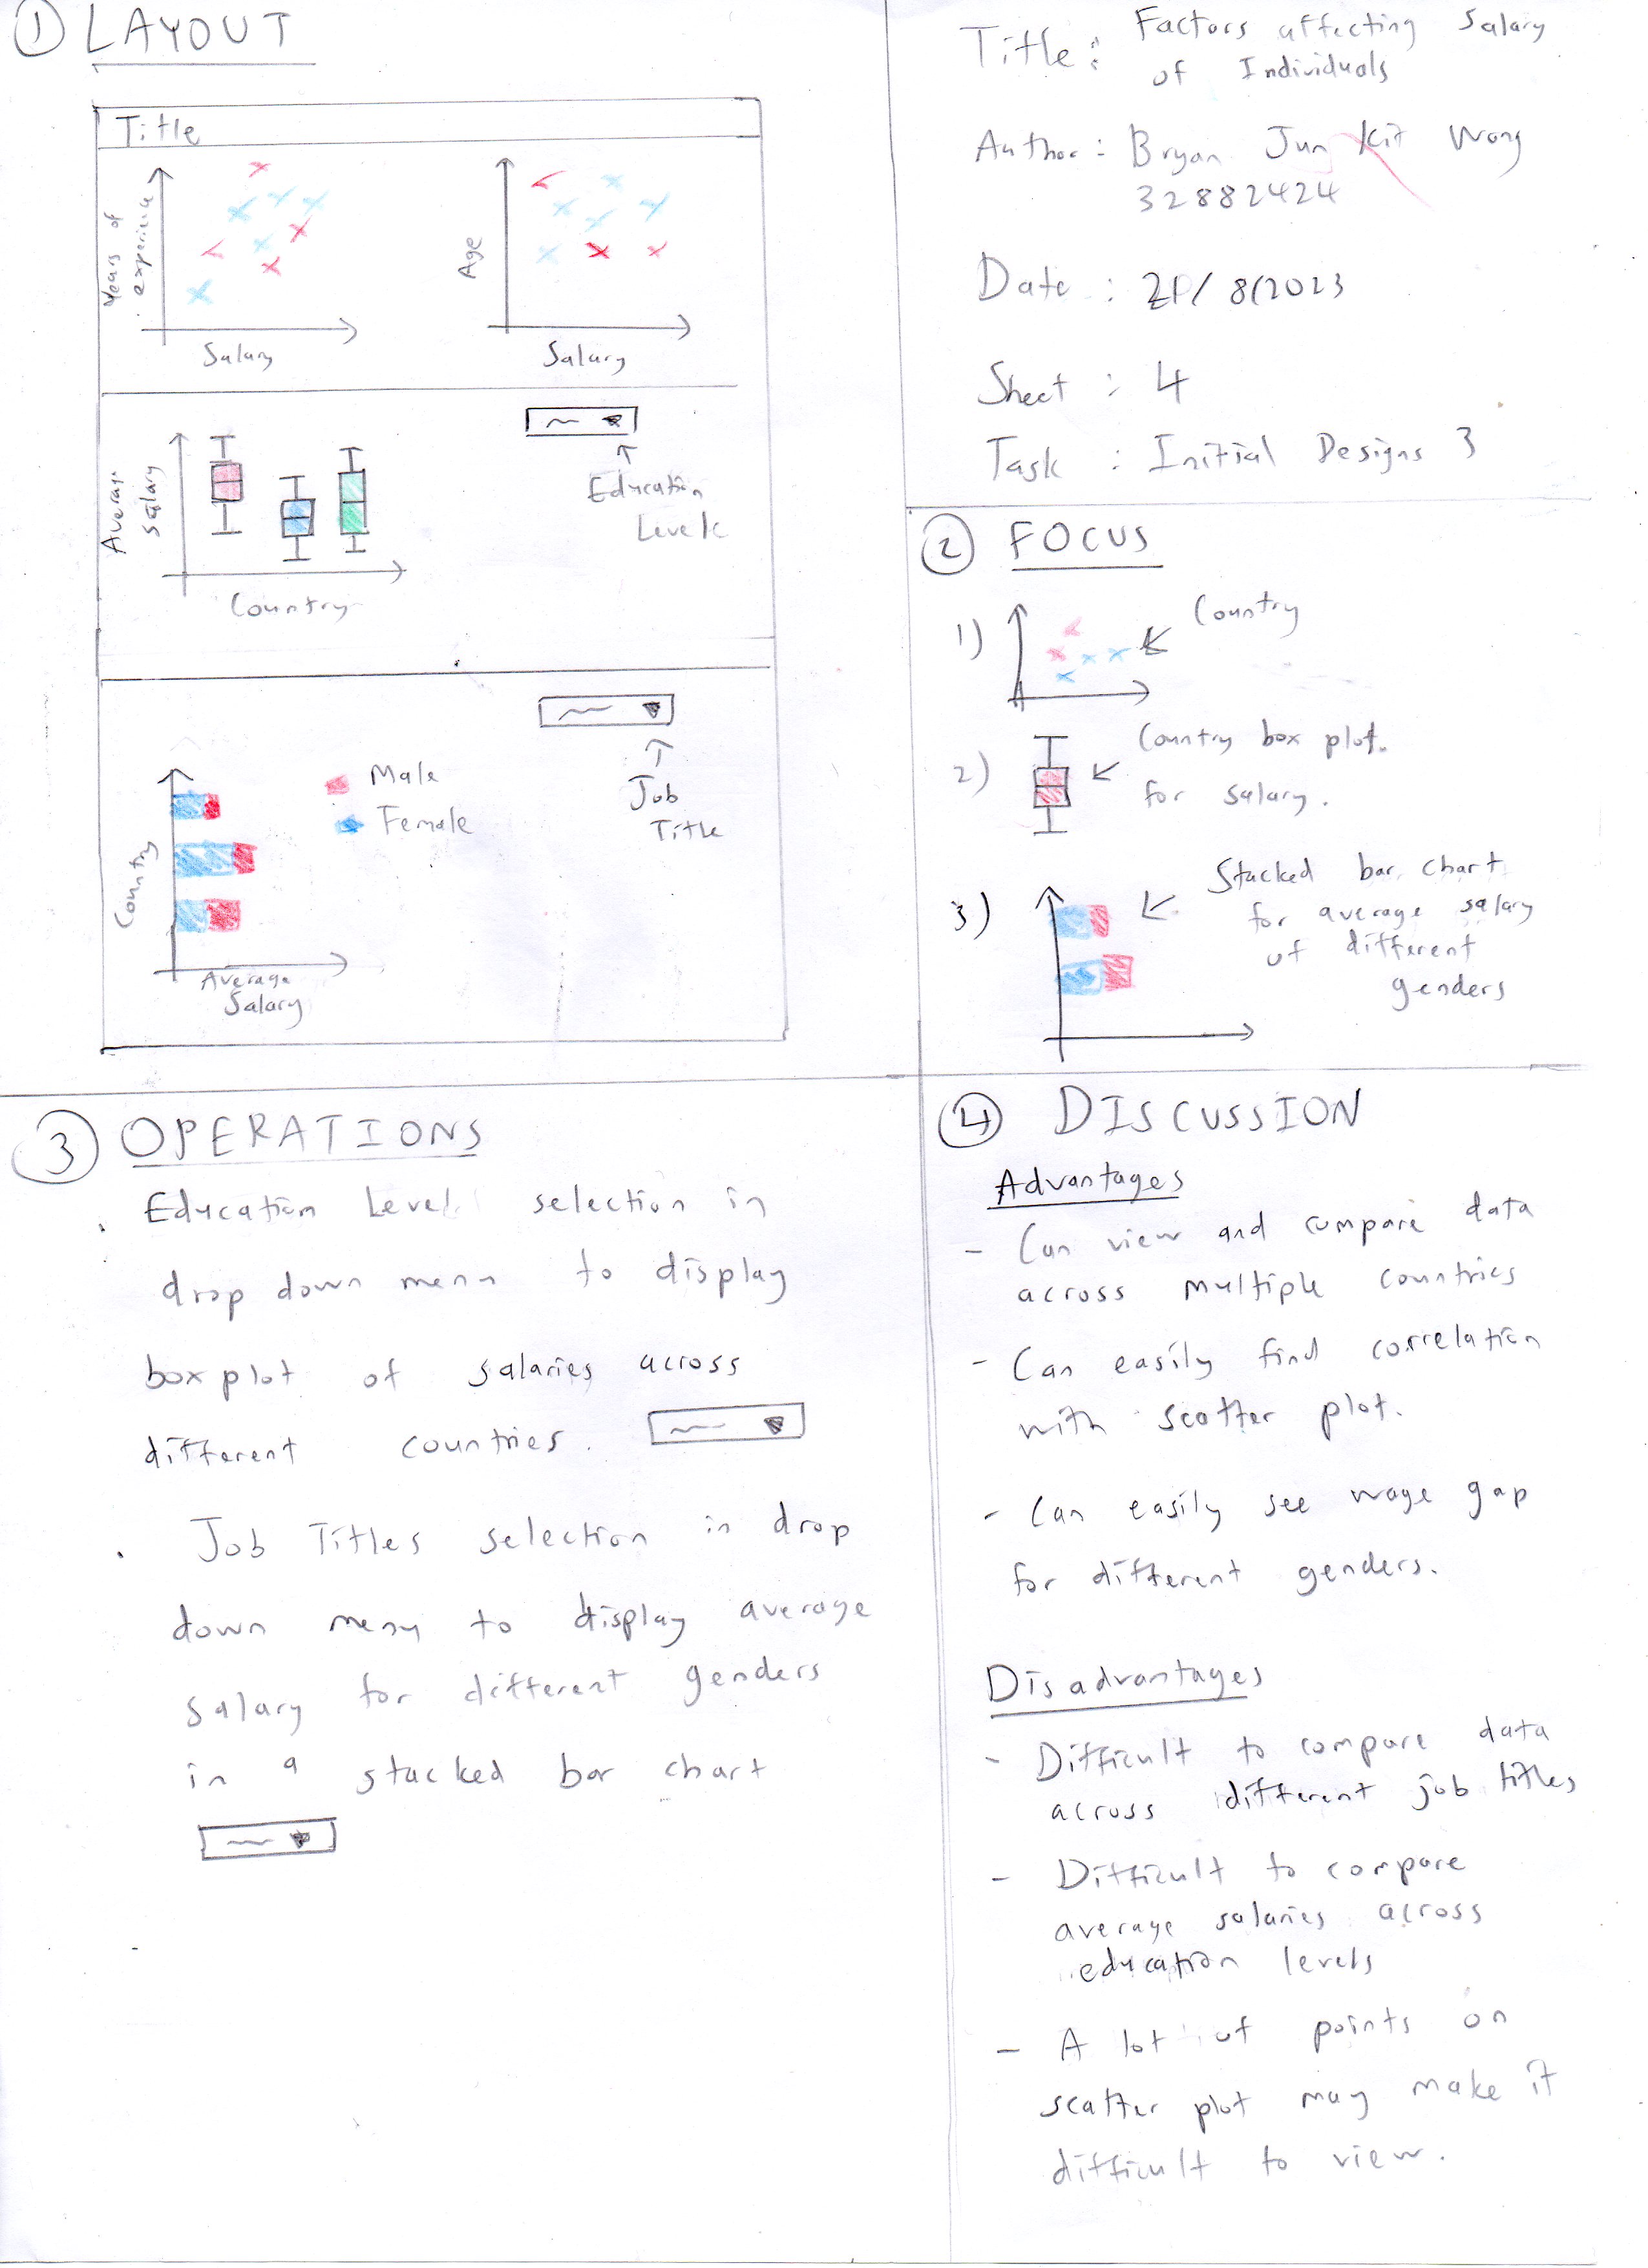 ① LAYOUT
Title
Years of
experience
Salary
Age
Salary
Average
Salary
Country
Education
Level
Country
Average
Salary
Male
Female
Job
Title
Title: Factors affecting Salary
of Individuals
Author: Bryan Jun Kit Wong
32882424
Date: /8/2023
Sheet: 4
Task: Initial Designs 3
② FOCUS
1) Country
2) Country box plot.
for salary.
3) Stacked bar chart
for average salary
of different
genders
③ OPERATIONS
. Education Level selection in
drop down menu to display
boxplot of salaries across
different countries.
. Job Titles selection in drop
down menu to display average
salary for different genders
in a stacked bar chart
④ DISCUSSION
Advantages
- Can view and compare data
across multiple countries
- Can easily find correlation
with scatter plot.
- Can easily see wage gap
for different genders.
Disadvantages
- Difficult to compare data
across different job titles
- Difficult to compare
average salaries across
education levels
- A lot of points on
scatter plot may make it
difficult to view.